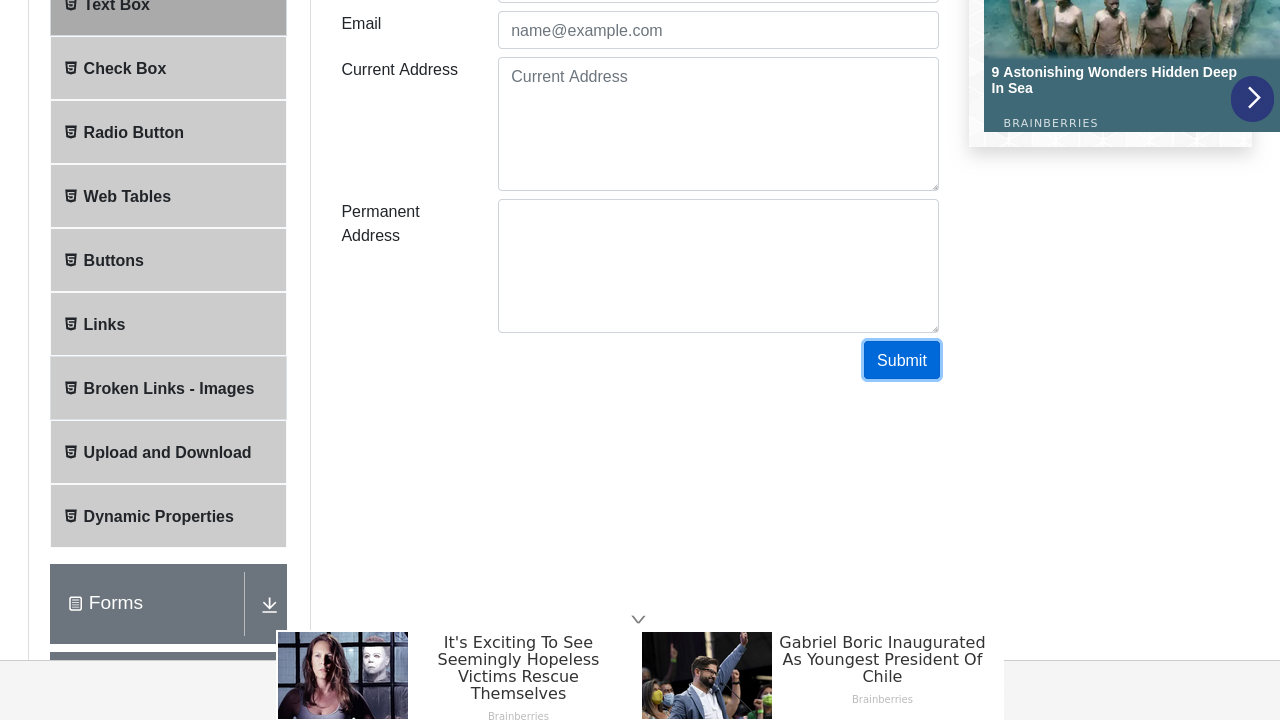 Text Box
Check Box
Radio Button
Web Tables
Buttons
Links
Broken Links - Images
Upload and Download
Dynamic Properties
Forms
Email
name@example.com
Current Address
Current Address
Permanent
Address
Submit
9 Astonishing Wonders Hidden Deep
In Sea
BRAINBERRIES
It's Exciting To See
Seemingly Hopeless
Victims Rescue
Themselves
Brainberries
Gabriel Boric Inaugurated
As Youngest President Of
Chile
Brainberries